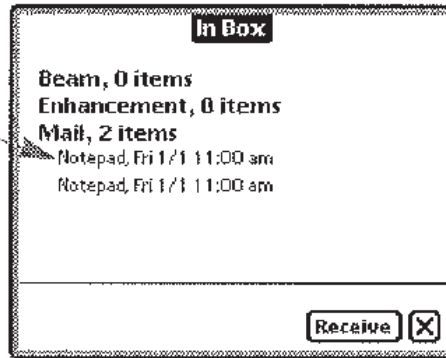 In Box
Beam, 0 items
Enhancement, 0 items
Mail, 2 items
Notepad, Fri 1/1 11:00 am
Notepad, Fri 1/1 11:00 am
Receive